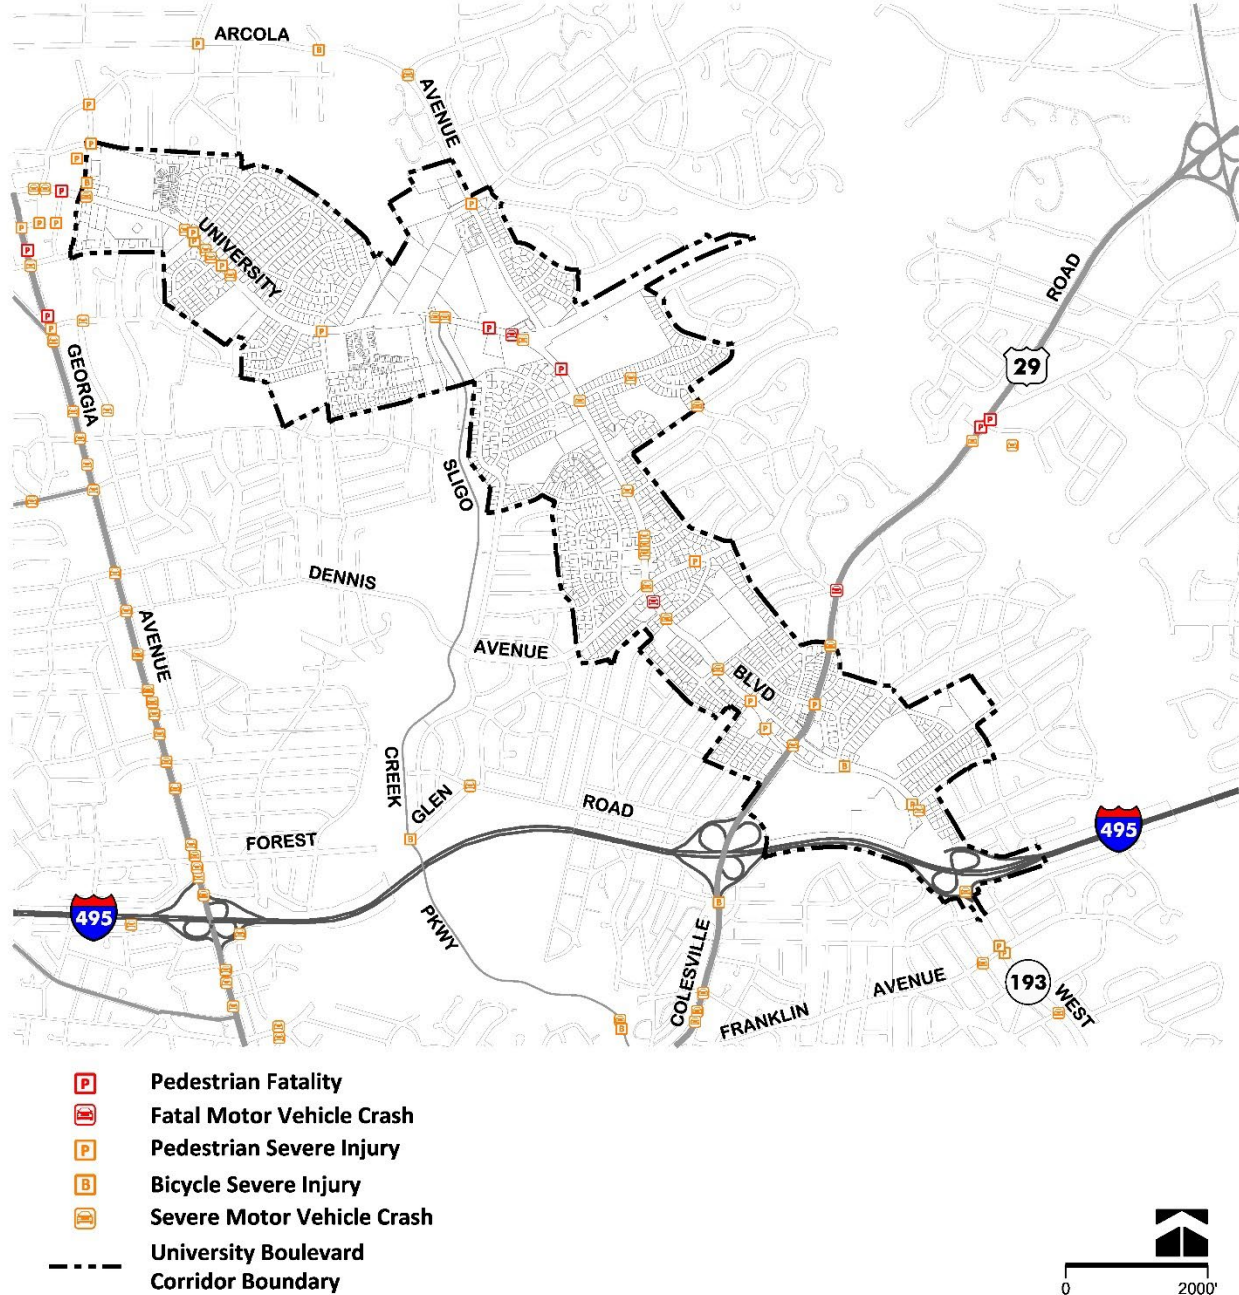 ARCOLA
AVENUE
UNIVERSITY
ROAD
29
GEORGIA
SLIGO
DENNIS
AVENUE
AVENUE
BLVD
CREEK
GLEN
ROAD
FOREST
495
495
PKWY
COLESVILLE
FRANKLIN
AVENUE
193
WEST
P Pedestrian Fatality
Fatal Motor Vehicle Crash
P Pedestrian Severe Injury
B Bicycle Severe Injury
Severe Motor Vehicle Crash
University Boulevard
Corridor Boundary
0 2000'